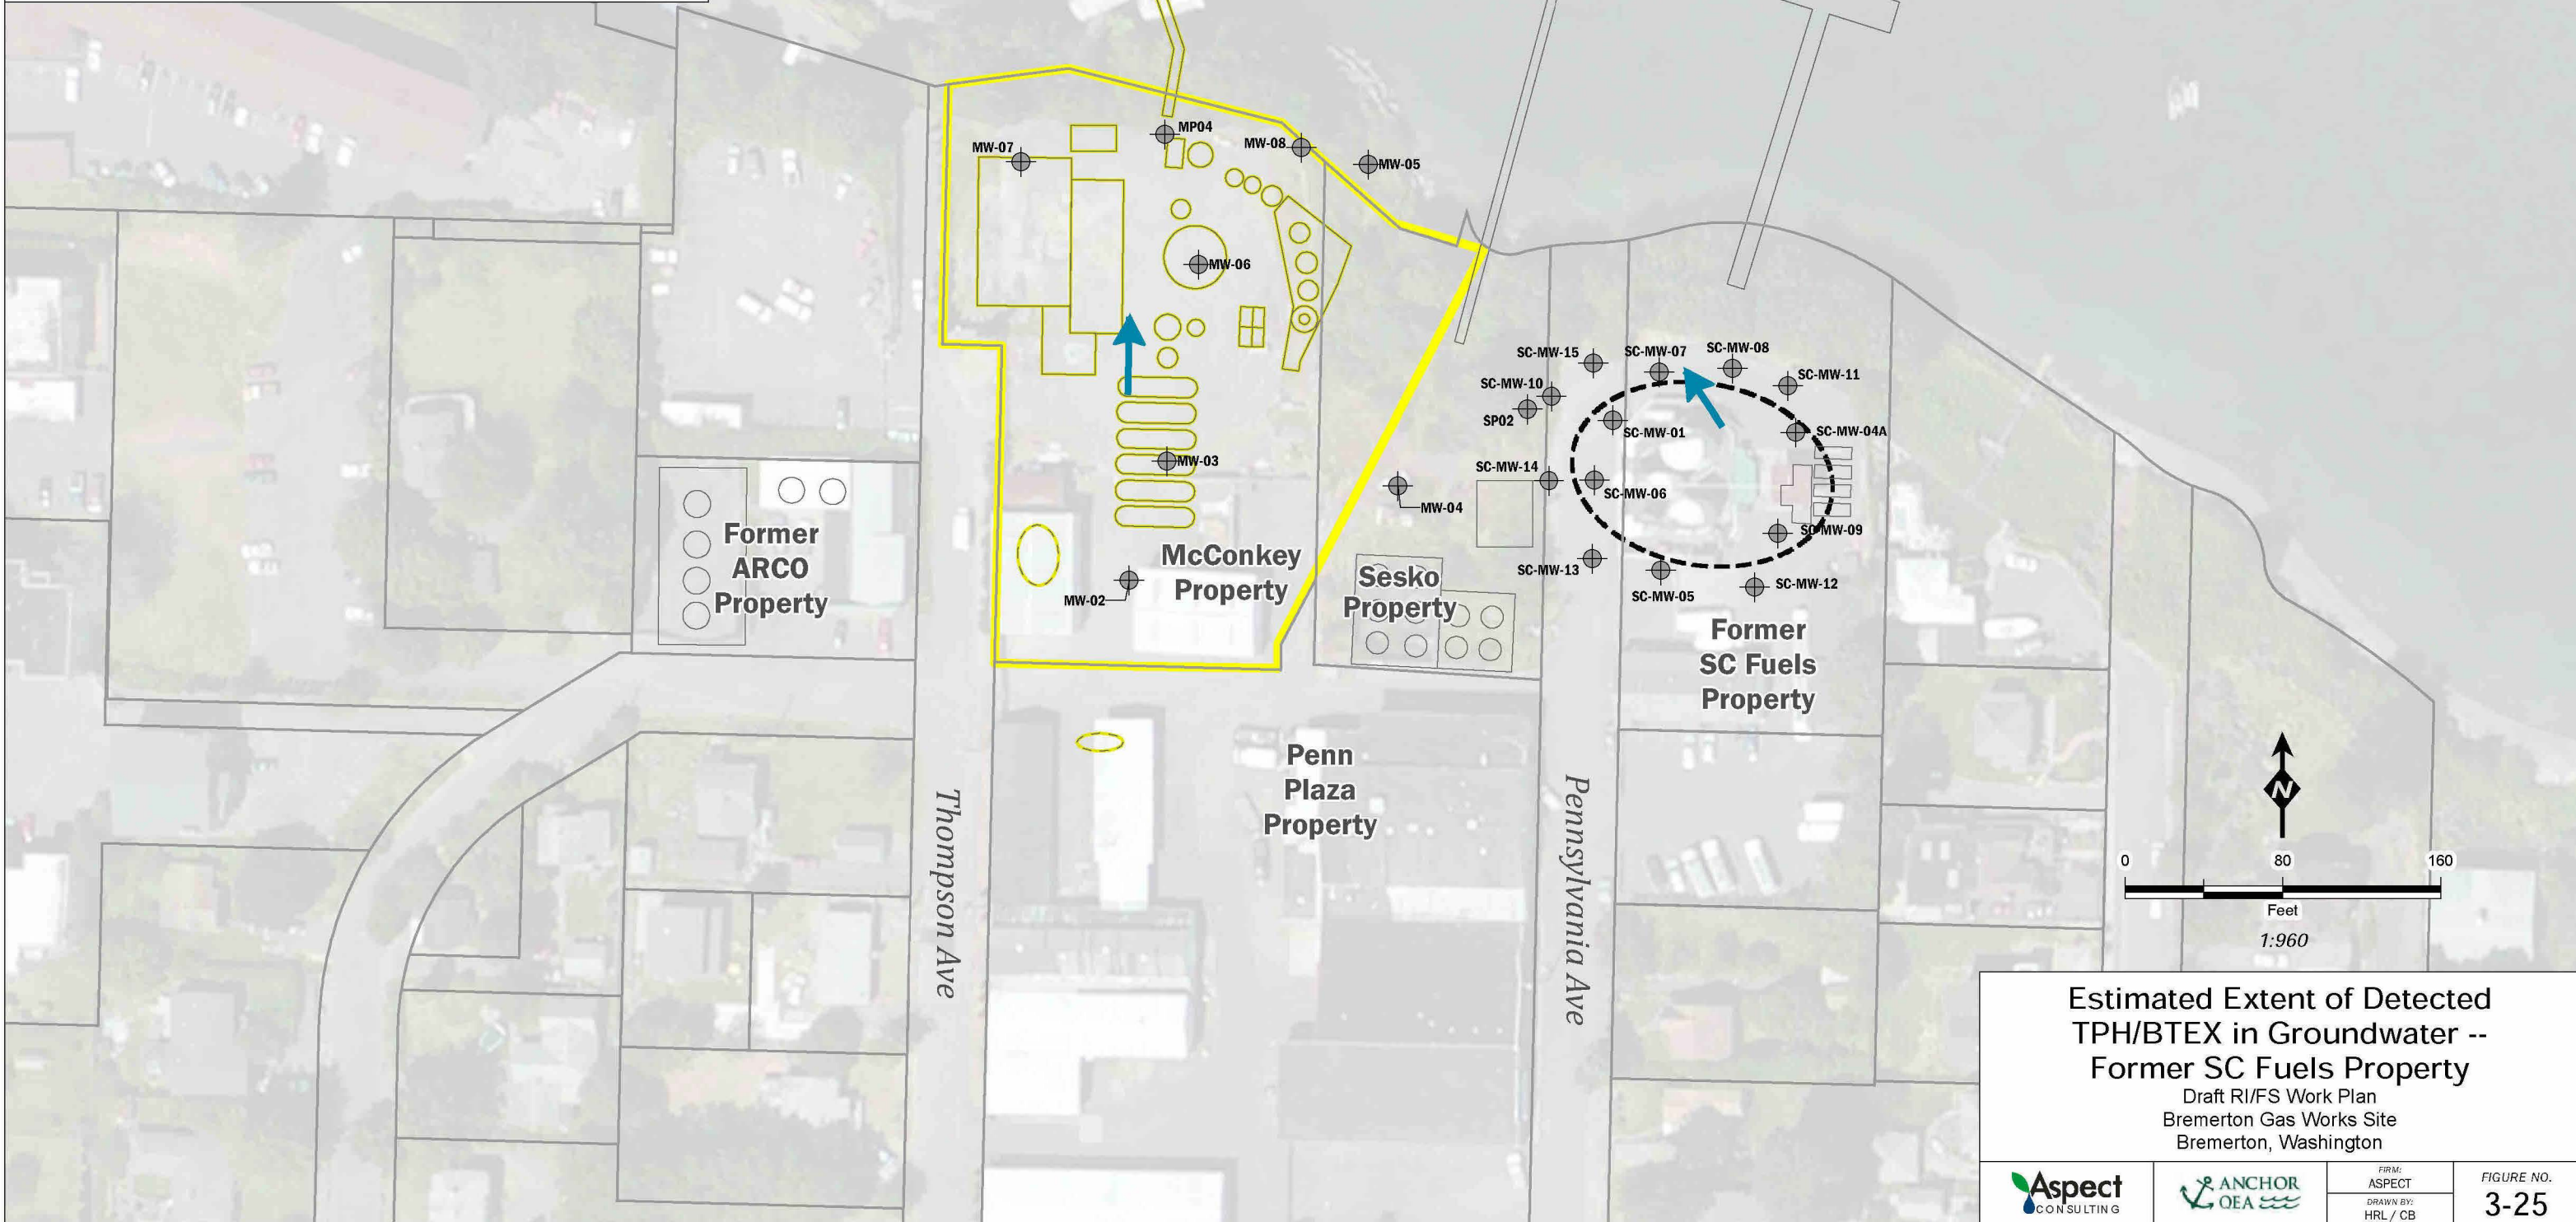 MW-07
MP04
MW-08
MW-05
MW-06
MW-03
MW-02
MW-04
SC-MW-15
SC-MW-07
SC-MW-08
SC-MW-11
SC-MW-10
SP02
SC-MW-01
SC-MW-04A
SC-MW-14
SC-MW-06
SC-MW-09
SC-MW-13
SC-MW-05
SC-MW-12
Former
ARCO
Property
McConkey
Property
Sesko
Property
Former
SC Fuels
Property
Penn
Plaza
Property
Thompson Ave
Pennsylvania Ave
N
0 80 160
Feet
1:960
Estimated Extent of Detected
TPH/BTEX in Groundwater --
Former SC Fuels Property
Draft RI/FS Work Plan
Bremerton Gas Works Site
Bremerton, Washington
Aspect
CONSULTING
ANCHOR
QEA
FIRM:
ASPECT
DRAWN BY:
HRL / CB
FIGURE NO.
3-25